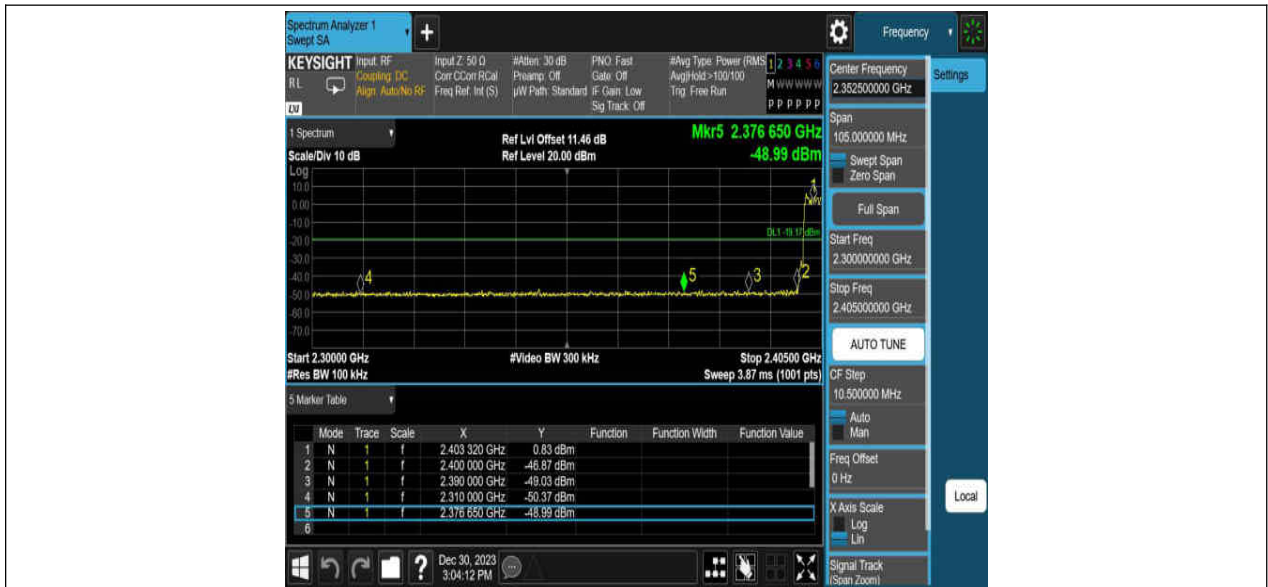 Spectrum Analyzer 1
Swept SA
+
Frequency
KEYSIGHT
RL
LXI
Input: RF
Coupling: DC
Align: Auto/No RF
Input Z: 50 Ω
Corr CCorr RCal
Freq Ref: Int (S)
#Atten: 30 dB
Preamp: Off
µW Path: Standard
PNO: Fast
Gate: Off
IF Gain: Low
Sig Track: Off
#Avg Type: Power (RMS
Avg|Hold:>100/100
Trig: Free Run
1 2 3 4 5 6
M W W W W W
P P P P P P
Center Frequency
2.352500000 GHz
Settings
Span
105.000000 MHz
Swept Span
Zero Span
Full Span
Start Freq
2.300000000 GHz
Stop Freq
2.405000000 GHz
AUTO TUNE
CF Step
10.500000 MHz
Auto
Man
Freq Offset
0 Hz
X Axis Scale
Log
Lin
Signal Track
(Span Zoom)
Local
1 Spectrum
Scale/Div 10 dB
Ref Lvl Offset 11.46 dB
Ref Level 20.00 dBm
Mkr5 2.376 650 GHz
-48.99 dBm
Log
10.0
0.00
-10.0
-20.0
-30.0
-40.0
-50.0
-60.0
-70.0
DL1 -19.17 dBm
1
4
5
3
2
Start 2.30000 GHz
#Res BW 100 kHz
#Video BW 300 kHz
Stop 2.40500 GHz
Sweep 3.87 ms (1001 pts)
5 Marker Table
Mode Trace Scale X Y Function Function Width Function Value
1 N 1 f 2.403 320 GHz 0.83 dBm
2 N 1 f 2.400 000 GHz -46.87 dBm
3 N 1 f 2.390 000 GHz -49.03 dBm
4 N 1 f 2.310 000 GHz -50.37 dBm
5 N 1 f 2.376 650 GHz -48.99 dBm
6
?
Dec 30, 2023
3:04:12 PM